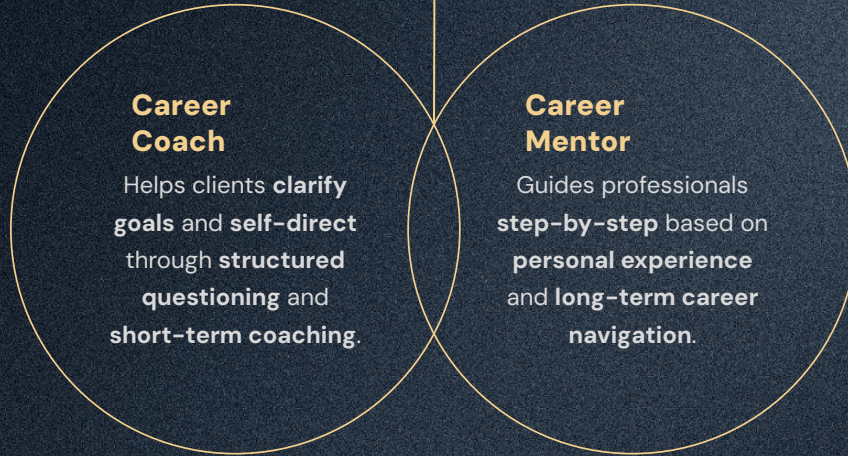 Career
Coach
Helps clients clarify
goals and self-direct
through structured
questioning and
short-term coaching.
Career
Mentor
Guides professionals
step-by-step based on
personal experience
and long-term career
navigation.